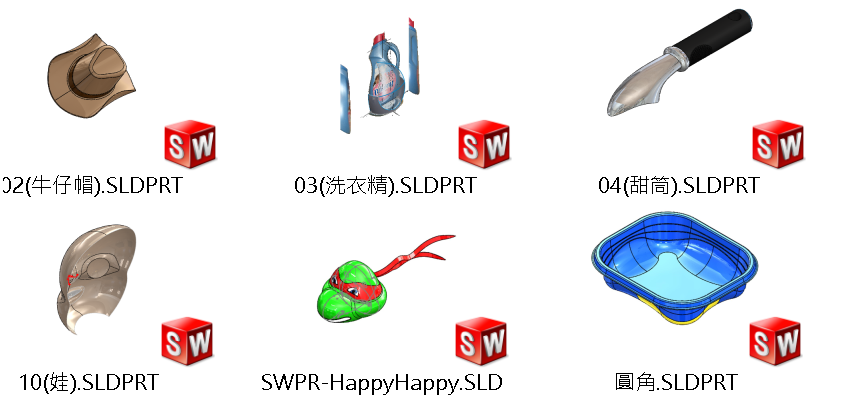 02(牛仔帽).SLDPRT
03(洗衣精).SLDPRT
04(甜筒).SLDPRT
SW
SW
SW
10(娃).SLDPRT
SWPR-HappyHappy.SLD
圓角.SLDPRT
SW
SW
SW